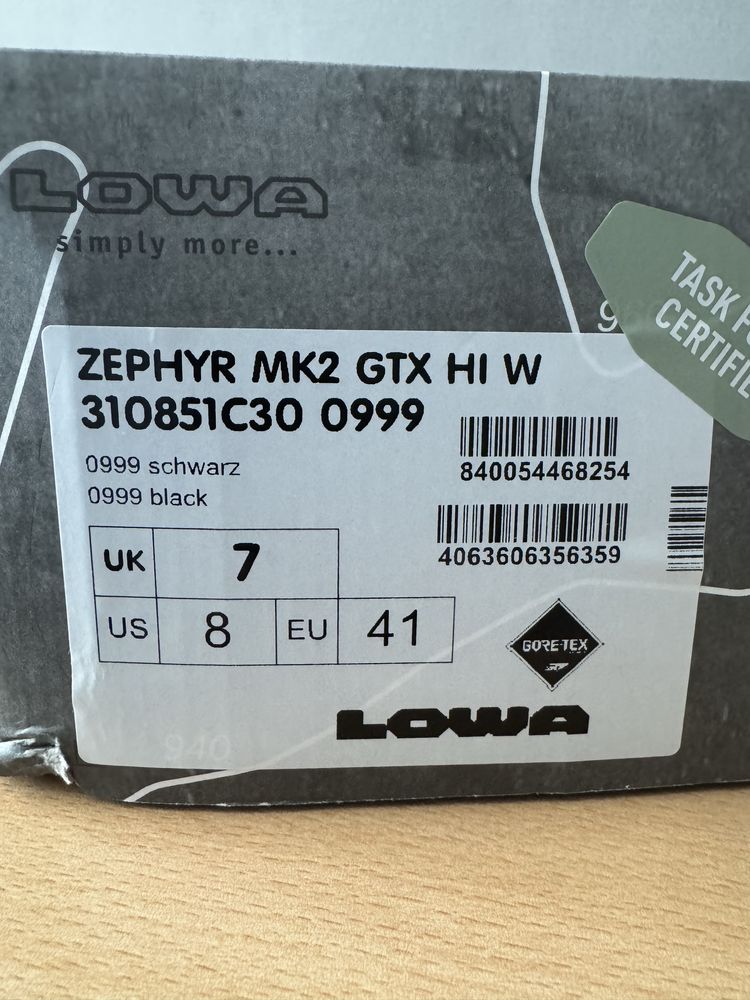 LOWA
simply more...
TASK
CERTIFIE
ZEPHYR MK2 GTX HI W
310851C30 0999
0999 schwarz
0999 black
840054468254
4063606356359
UK 7
US 8 EU 41
GORE-TEX
LOWA
940